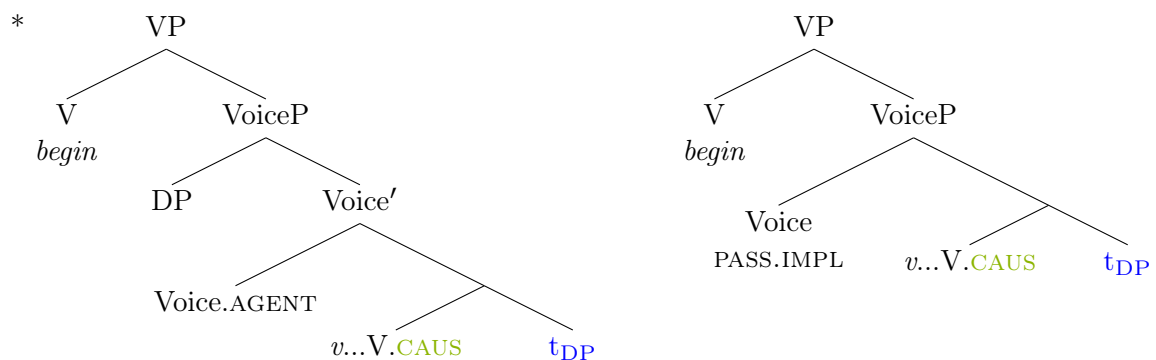 * VP VP
V VoiceP V VoiceP
begin begin
DP Voice′ Voice
PASS.IMPL v...V.CAUS tDP
Voice.AGENT
v...V.CAUS tDP